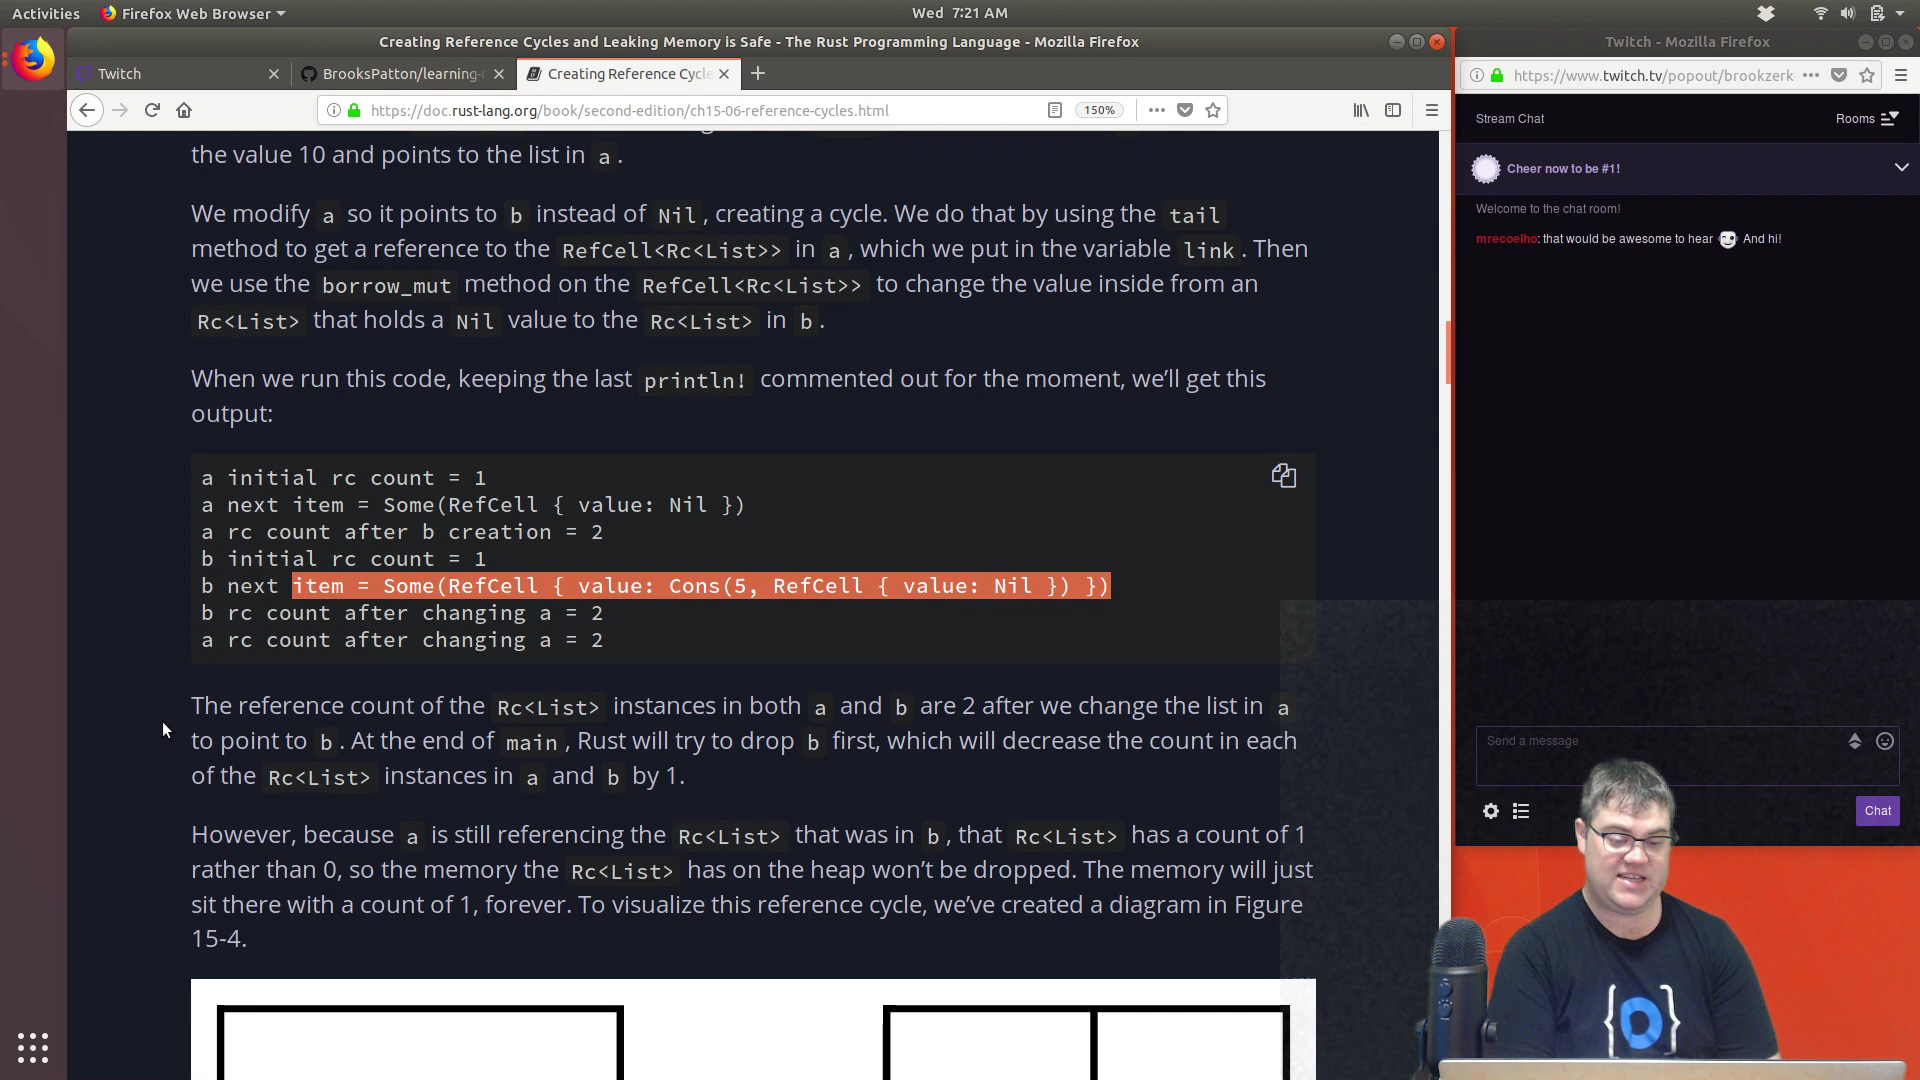 Activities
Firefox Web Browser
Wed 7:21 AM
Creating Reference Cycles and Leaking Memory is Safe - The Rust Programming Language - Mozilla Firefox
Twitch - Mozilla Firefox
Twitch
BrooksPatton/learning-r
Creating Reference Cycle
https://doc.rust-lang.org/book/second-edition/ch15-06-reference-cycles.html
150%
https://www.twitch.tv/popout/brookzerk
the value 10 and points to the list in a.
We modify a so it points to b instead of Nil, creating a cycle. We do that by using the tail
method to get a reference to the RefCell<Rc<List>> in a, which we put in the variable link. Then
we use the borrow_mut method on the RefCell<Rc<List>> to change the value inside from an
Rc<List> that holds a Nil value to the Rc<List> in b.
When we run this code, keeping the last println! commented out for the moment, we’ll get this
output:
a initial rc count = 1
a next item = Some(RefCell { value: Nil })
a rc count after b creation = 2
b initial rc count = 1
b next item = Some(RefCell { value: Cons(5, RefCell { value: Nil }) })
b rc count after changing a = 2
a rc count after changing a = 2
The reference count of the Rc<List> instances in both a and b are 2 after we change the list in a
to point to b. At the end of main, Rust will try to drop b first, which will decrease the count in each
of the Rc<List> instances in a and b by 1.
However, because a is still referencing the Rc<List> that was in b, that Rc<List> has a count of 1
rather than 0, so the memory the Rc<List> has on the heap won’t be dropped. The memory will just
sit there with a count of 1, forever. To visualize this reference cycle, we’ve created a diagram in Figure
15-4.
Stream Chat
Rooms
Cheer now to be #1!
Welcome to the chat room!
mrecoelho: that would be awesome to hear And hi!
Send a message
Chat